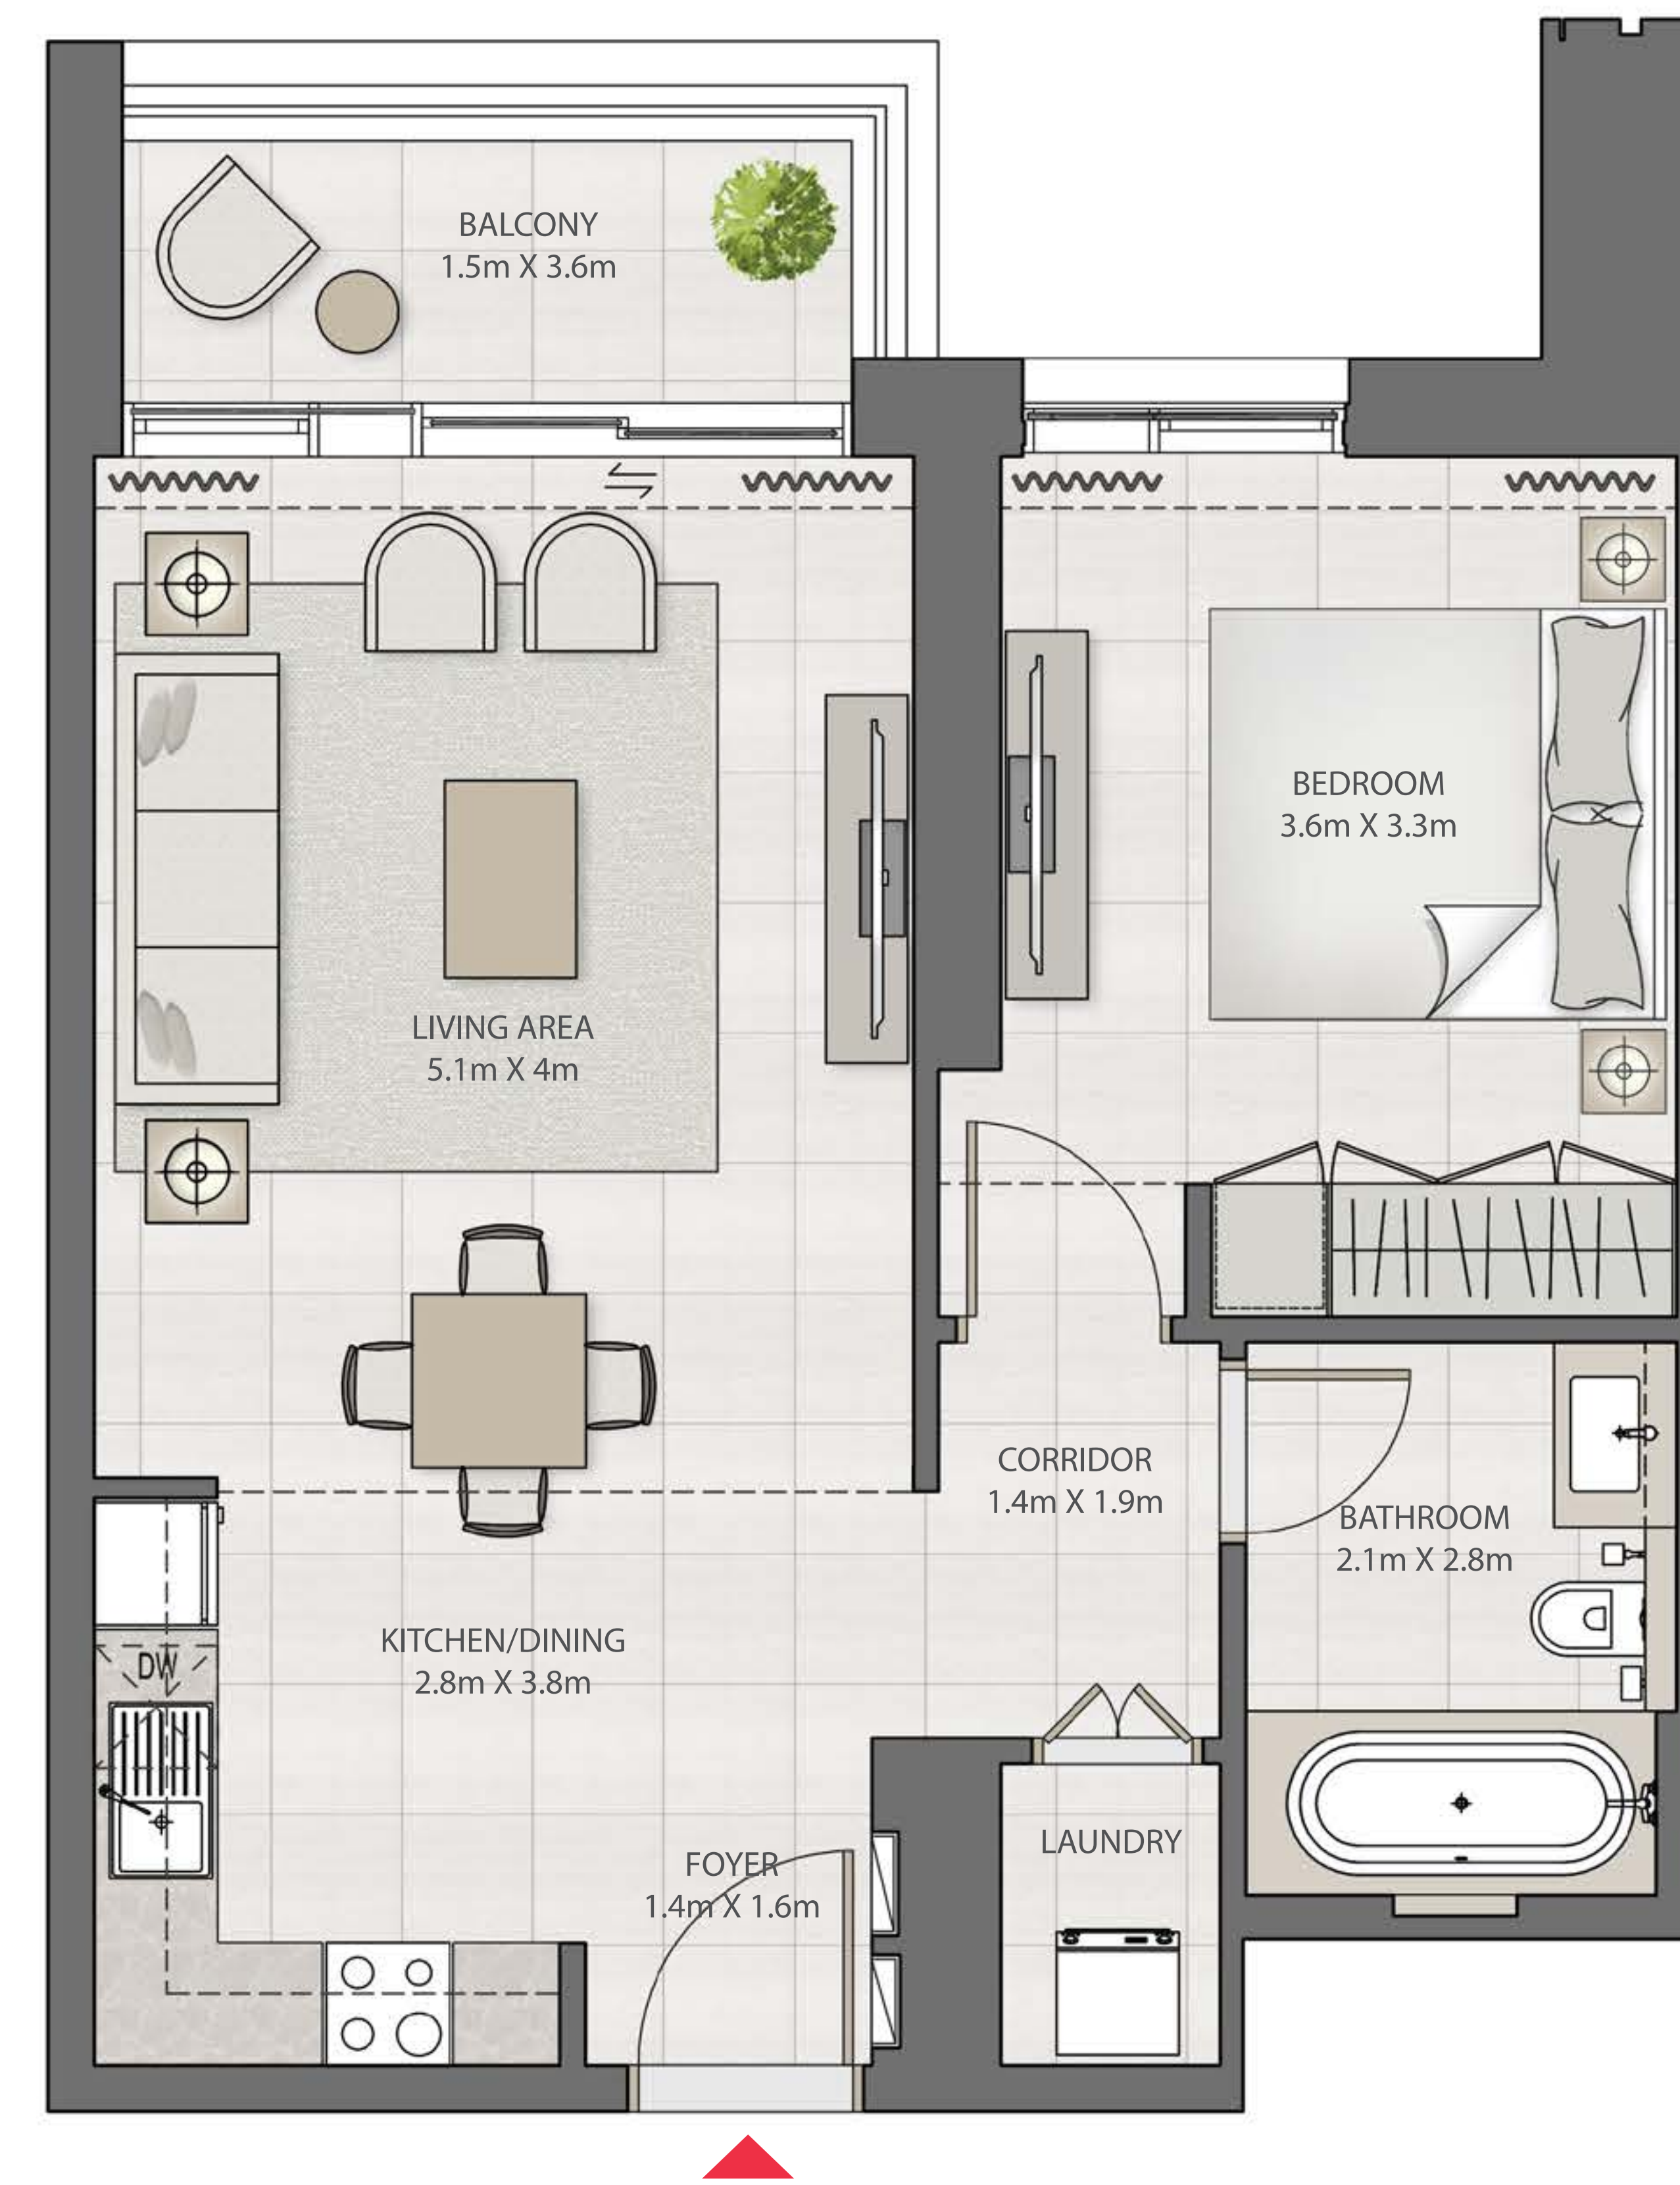 BALCONY
1.5m X 3.6m
BEDROOM
3.6m X 3.3m
LIVING AREA
5.1m X 4m
CORRIDOR
1.4m X 1.9m
BATHROOM
2.1m X 2.8m
KITCHEN/DINING
2.8m X 3.8m
DW
LAUNDRY
FOYER
1.4m X 1.6m